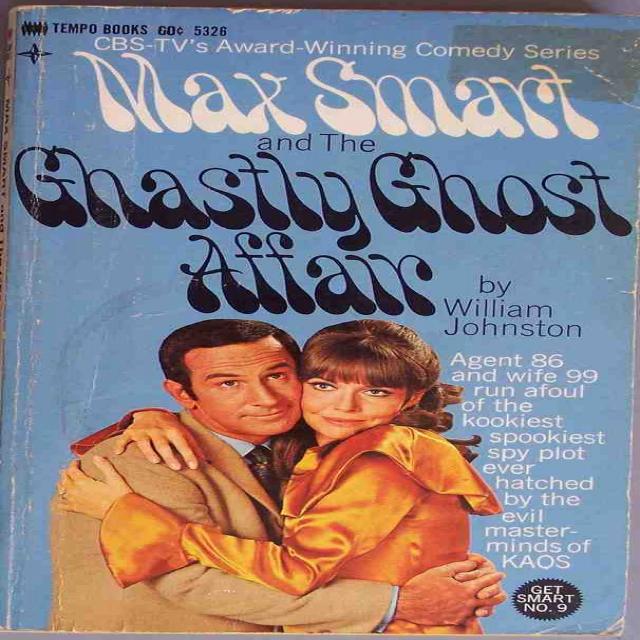 TEMPO BOOKS 60¢ 5326
CBS-TV's Award-Winning Comedy Series
Max Smart
and The
Ghastly Ghost
Affair
by
William
Johnston
Agent 86
and wife 99
run afoul
of the
kookiest
spookiest
spy plot
ever
hatched
by the
evil
master-
minds of
KAOS
GET
SMART
NO. 9